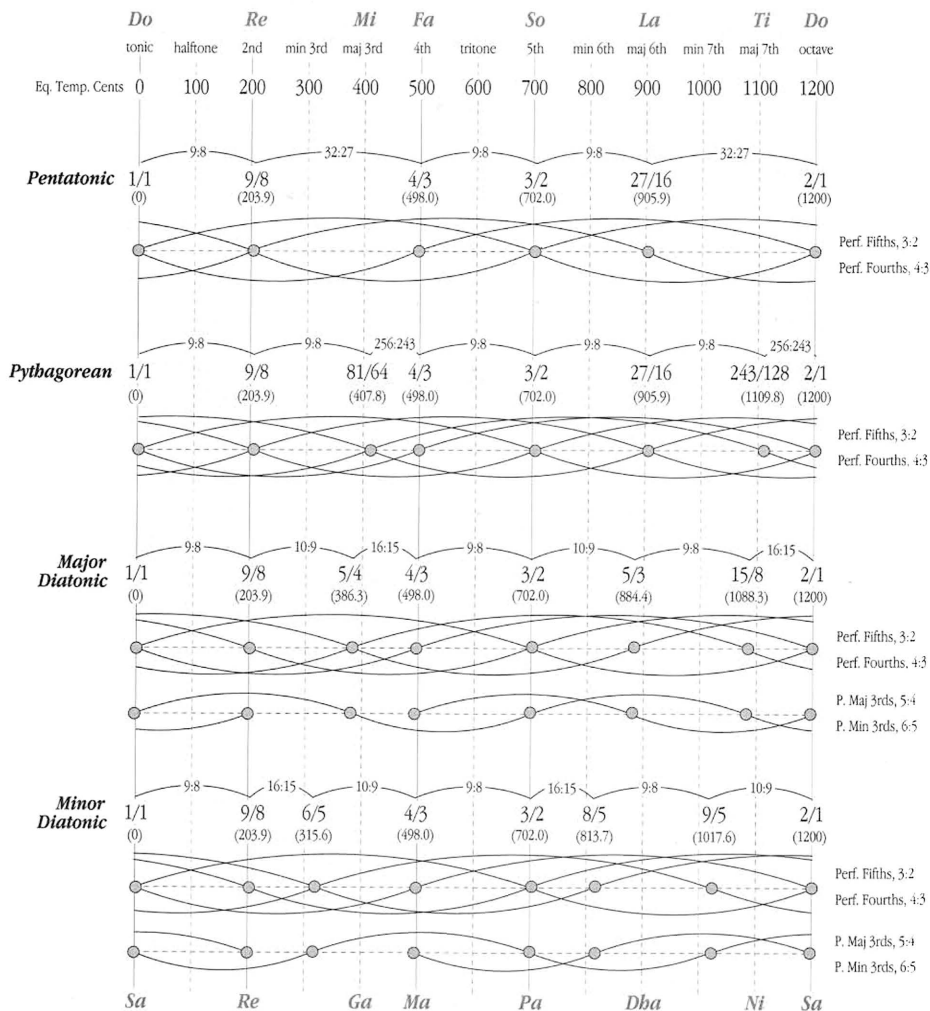 Do Re Mi Fa So La Ti Do
tonic halftone 2nd min 3rd maj 3rd 4th tritone 5th min 6th maj 6th min 7th maj 7th octave
Eq. Temp. Cents 0 100 200 300 400 500 600 700 800 900 1000 1100 1200
9:8 32:27 9:8 9:8 32:27
Pentatonic 1/1 9/8 4/3 3/2 27/16 2/1
(0) (203.9) (498.0) (702.0) (905.9) (1200)
Perf. Fifths, 3:2
Perf. Fourths, 4:3
9:8 9:8 256:243 9:8 9:8 9:8 256:243
Pythagorean 1/1 9/8 81/64 4/3 3/2 27/16 243/128 2/1
(0) (203.9) (407.8) (498.0) (702.0) (905.9) (1109.8) (1200)
Perf. Fifths, 3:2
Perf. Fourths, 4:3
9:8 10:9 16:15 9:8 10:9 9:8 16:15
Major
Diatonic
1/1 9/8 5/4 4/3 3/2 5/3 15/8 2/1
(0) (203.9) (386.3) (498.0) (702.0) (884.4) (1088.3) (1200)
Perf. Fifths, 3:2
Perf. Fourths, 4:3
P. Maj 3rds, 5:4
P. Min 3rds, 6:5
9:8 16:15 10:9 9:8 16:15 9:8 10:9
Minor
Diatonic
1/1 9/8 6/5 4/3 3/2 8/5 9/5 2/1
(0) (203.9) (315.6) (498.0) (702.0) (813.7) (1017.6) (1200)
Perf. Fifths, 3:2
Perf. Fourths, 4:3
P. Maj 3rds, 5:4
P. Min 3rds, 6:5
Sa Re Ga Ma Pa Dha Ni Sa